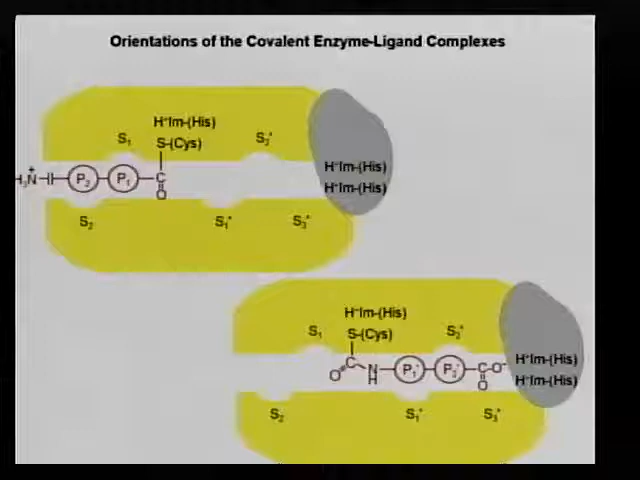 Orientations of the Covalent Enzyme-Ligand Complexes
H⁺Im-(His)
S₁ S-(Cys) S₂'
H⁺Im-(His)
H₃N⁺ P₂ P₁ C
H⁺Im-(His)
O
S₂ S₁' S₃'
H⁺Im-(His)
S₁ S-(Cys) S₂'
H⁺Im-(His)
O C N P₁' P₂' C O⁻
H
O
H⁺Im-(His)
S₂ S₁' S₃'